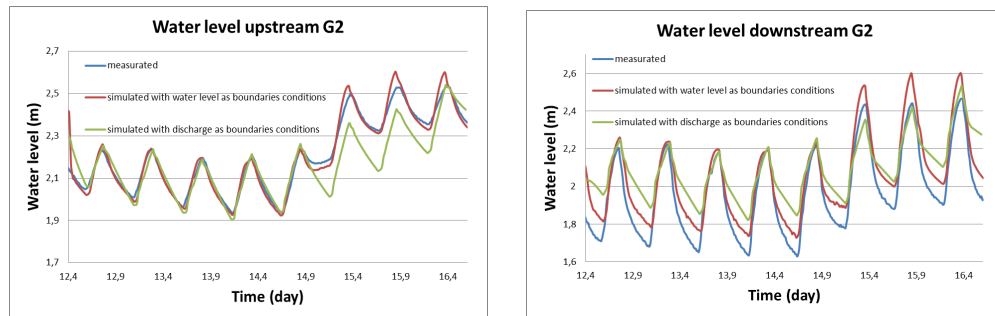 Water level upstream G2
2,7
2,5
2,3
2,1
1,9
1,7
Water level (m)
measurated
simulated with water level as boundaries conditions
simulated with discharge as boundaries conditions
12,4 12,9 13,4 13,9 14,4 14,9 15,4 15,9 16,4
Time (day)
Water level downstream G2
2,6
2,4
2,2
2
1,8
1,6
Water level (m)
measurated
simulated with water level as boundaries conditions
simulated with discharge as boundaries conditions
12,4 12,9 13,4 13,9 14,4 14,9 15,4 15,9 16,4
Time (day)